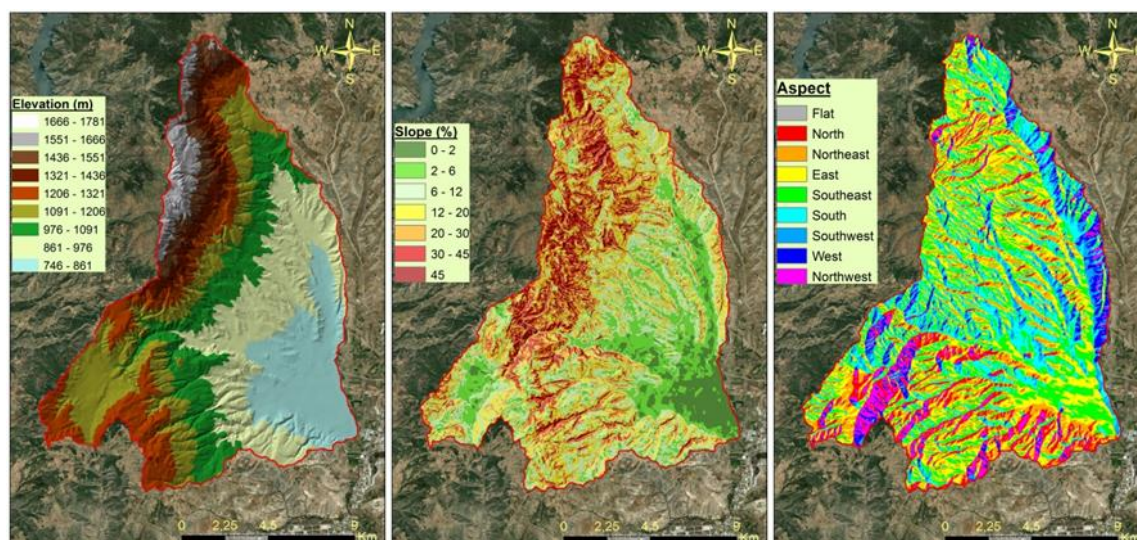 N
W E
S
Elevation (m)
1666 - 1781
1551 - 1666
1436 - 1551
1321 - 1436
1206 - 1321
1091 - 1206
976 - 1091
861 - 976
746 - 861
0 2,25 4,5 9
Km
N
W E
S
Slope (%)
0 - 2
2 - 6
6 - 12
12 - 20
20 - 30
30 - 45
45
0 2,25 4,5 9
Km
N
W E
S
Aspect
Flat
North
Northeast
East
Southeast
South
Southwest
West
Northwest
0 2,25 4,5 9
Km